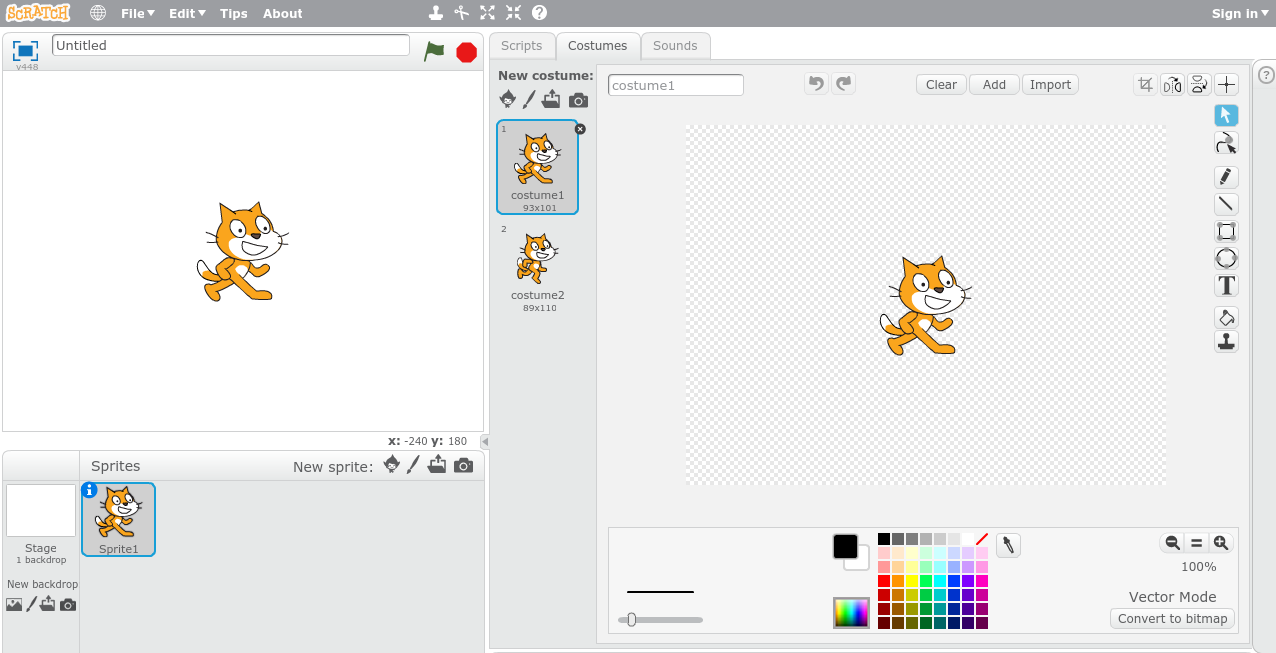 SCRATCH
File Edit Tips About
Sign in
Untitled
v448
Scripts Costumes Sounds
New costume:
costume1
Clear Add Import
1
costume1
93x101
2
costume2
89x110
T
x: -240 y: 180
Sprites New sprite:
Sprite1
Stage
1 backdrop
New backdrop
100%
Vector Mode
Convert to bitmap